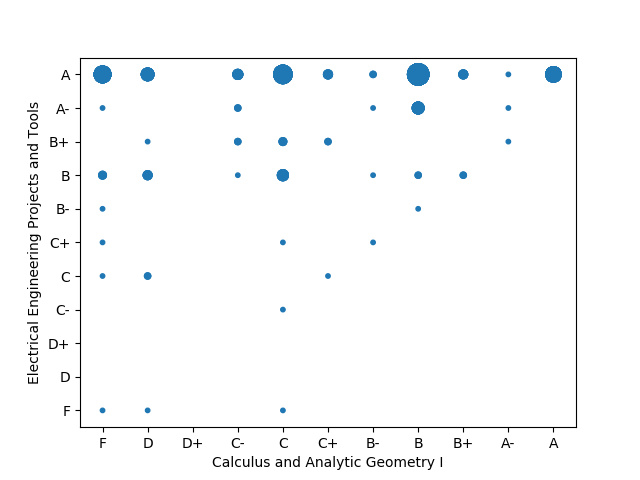 Electrical Engineering Projects and Tools
A
A-
B+
B
B-
C+
C
C-
D+
D
F
F D D+ C- C C+ B- B B+ A- A
Calculus and Analytic Geometry I